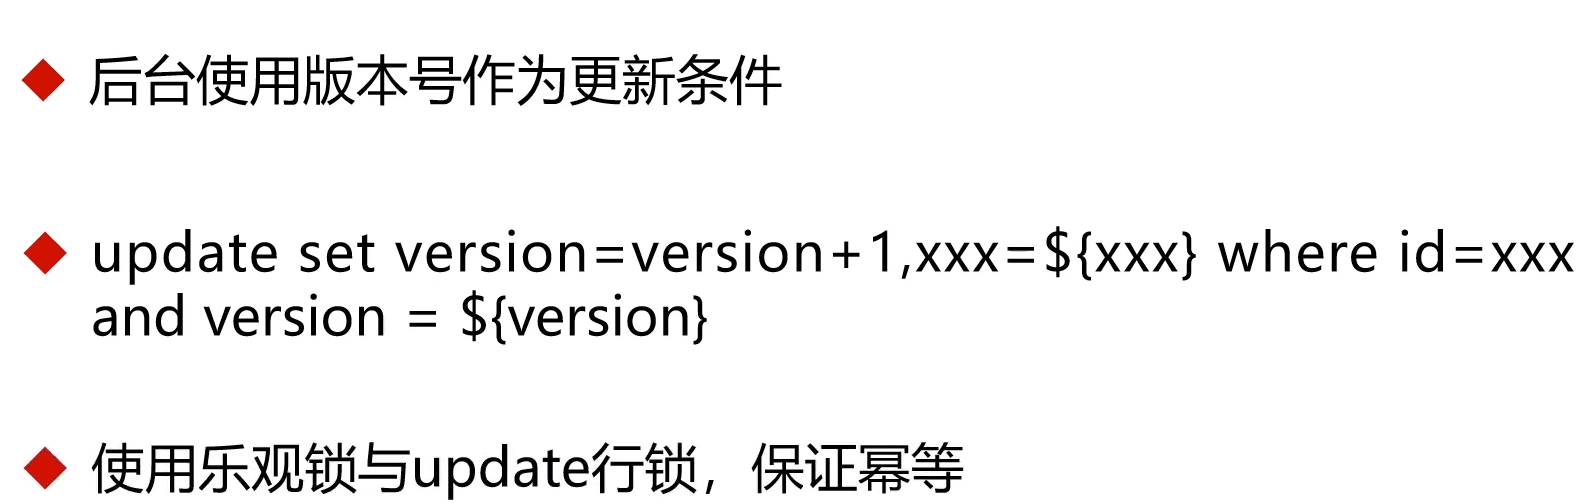 后台使用版本号作为更新条件
update set version=version+1,xxx=${xxx} where id=xxx
and version = ${version}
使用乐观锁与update行锁，保证幂等